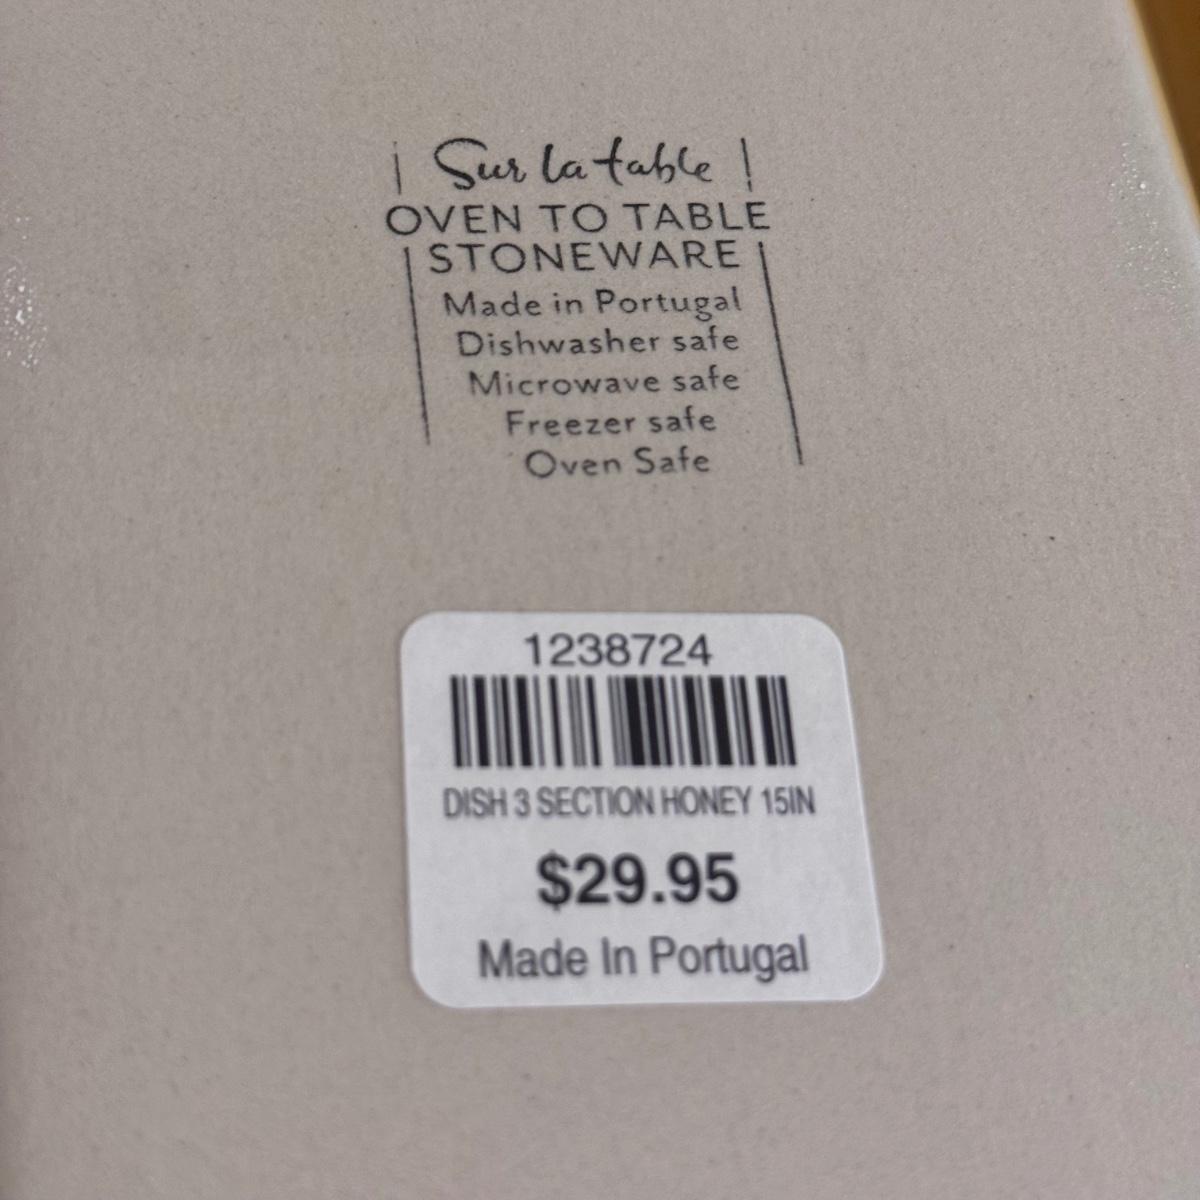 Sur la table
OVEN TO TABLE
STONEWARE
Made in Portugal
Dishwasher safe
Microwave safe
Freezer safe
Oven Safe
1238724
DISH 3 SECTION HONEY 15IN
$29.95
Made In Portugal